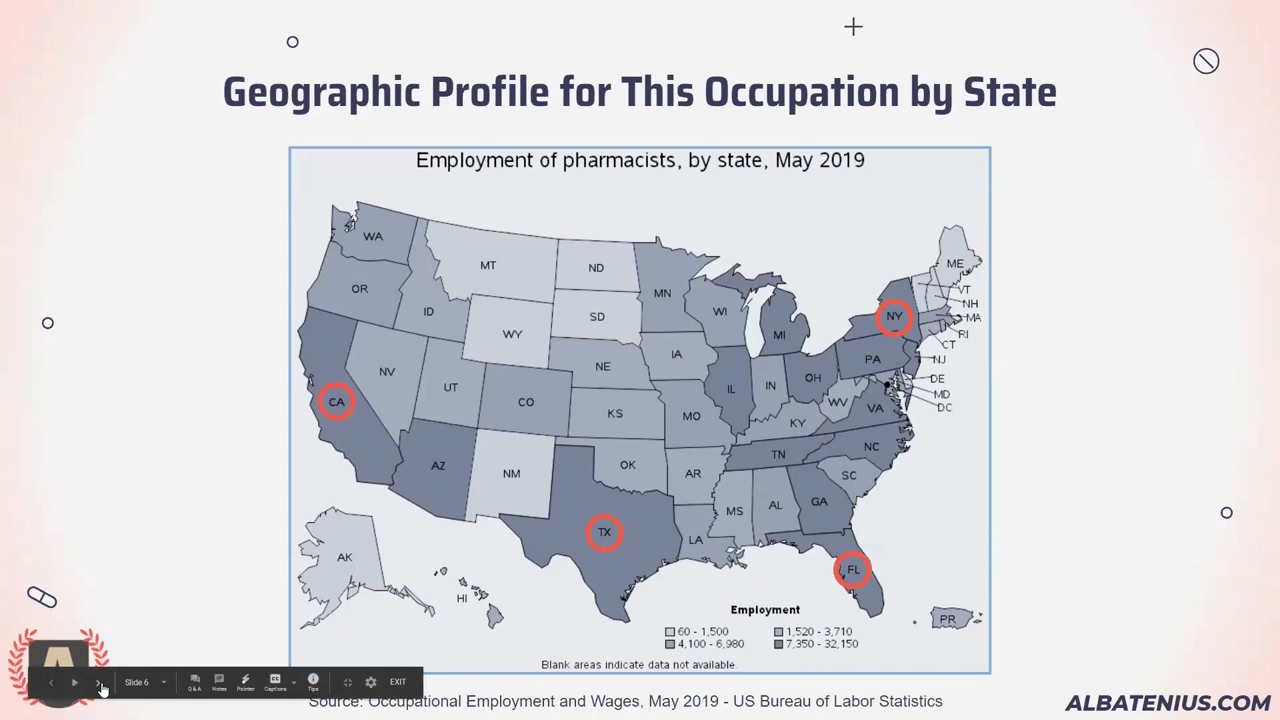 Geographic Profile for This Occupation by State
Employment of pharmacists, by state, May 2019
WA
MT
ND
MN
ME
VT
NH
MA
RI
CT
NJ
DE
MD
DC
OR
ID
SD
WI
MI
NY
WY
IA
NE
PA
NV
UT
CO
KS
MO
IL
IN
OH
WV
VA
KY
CA
AZ
NM
OK
AR
TN
NC
SC
MS
AL
GA
TX
LA
FL
AK
HI
PR
Employment
60 - 1,500
1,520 - 3,710
4,100 - 6,980
7,350 - 32,150
Blank areas indicate data not available.
Slide 6
Q & A
Notes
Pointer
Captions
Tips
EXIT
Source: Occupational Employment and Wages, May 2019 - US Bureau of Labor Statistics
ALBATENIUS.COM